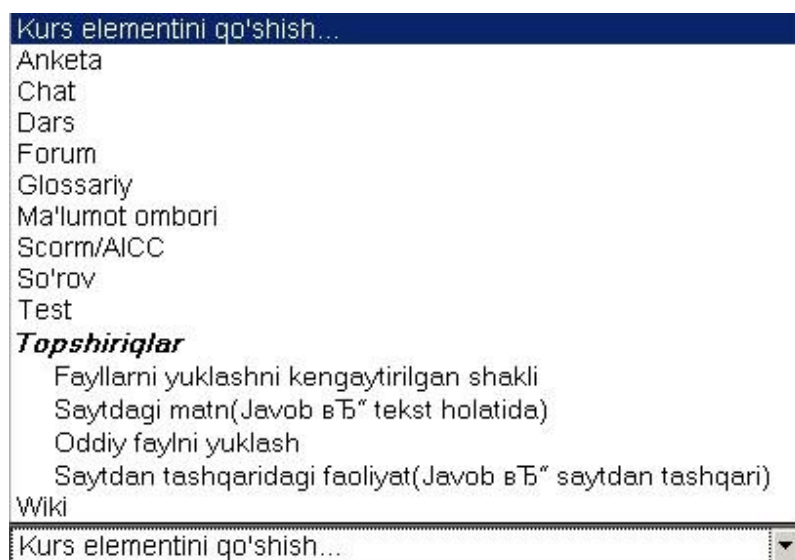 Kurs elementini qo'shish...
Anketa
Chat
Dars
Forum
Glossariy
Ma'lumot ombori
Scorm/AICC
So'rov
Test
Topshiriqlar
Fayllarni yuklashni kengaytirilgan shakli
Saytdagi matn(Javob вЂ“ tekst holatida)
Oddiy faylni yuklash
Saytdan tashqaridagi faoliyat(Javob вЂ“ saytdan tashqari)
Wiki
Kurs elementini qo'shish...